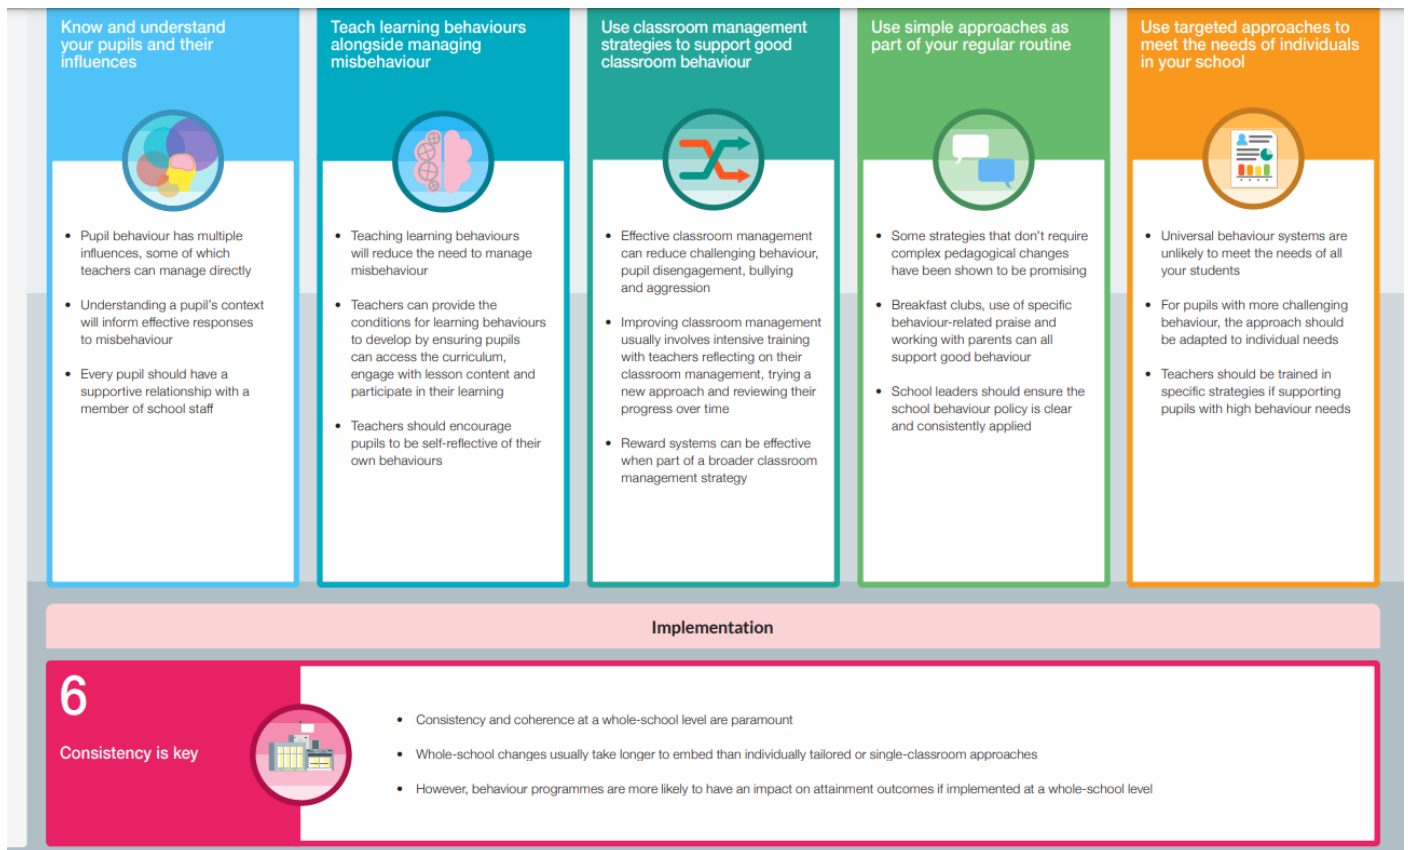 Know and understand
your pupils and their
influences
• Pupil behaviour has multiple
influences, some of which
teachers can manage directly
• Understanding a pupil's context
will inform effective responses
to misbehaviour
• Every pupil should have a
supportive relationship with a
member of school staff
Teach learning behaviours
alongside managing
misbehaviour
• Teaching learning behaviours
will reduce the need to manage
misbehaviour
• Teachers can provide the
conditions for learning behaviours
to develop by ensuring pupils
can access the curriculum,
engage with lesson content and
participate in their learning
• Teachers should encourage
pupils to be self-reflective of their
own behaviours
Use classroom management
strategies to support good
classroom behaviour
• Effective classroom management
can reduce challenging behaviour,
pupil disengagement, bullying
and aggression
• Improving classroom management
usually involves intensive training
with teachers reflecting on their
classroom management, trying a
new approach and reviewing their
progress over time
• Reward systems can be effective
when part of a broader classroom
management strategy
Use simple approaches as
part of your regular routine
• Some strategies that don't require
complex pedagogical changes
have been shown to be promising
• Breakfast clubs, use of specific
behaviour-related praise and
working with parents can all
support good behaviour
• School leaders should ensure the
school behaviour policy is clear
and consistently applied
Use targeted approaches to
meet the needs of individuals
in your school
• Universal behaviour systems are
unlikely to meet the needs of all
your students
• For pupils with more challenging
behaviour, the approach should
be adapted to individual needs
• Teachers should be trained in
specific strategies if supporting
pupils with high behaviour needs
Implementation
6
Consistency is key
• Consistency and coherence at a whole-school level are paramount
• Whole-school changes usually take longer to embed than individually tailored or single-classroom approaches
• However, behaviour programmes are more likely to have an impact on attainment outcomes if implemented at a whole-school level